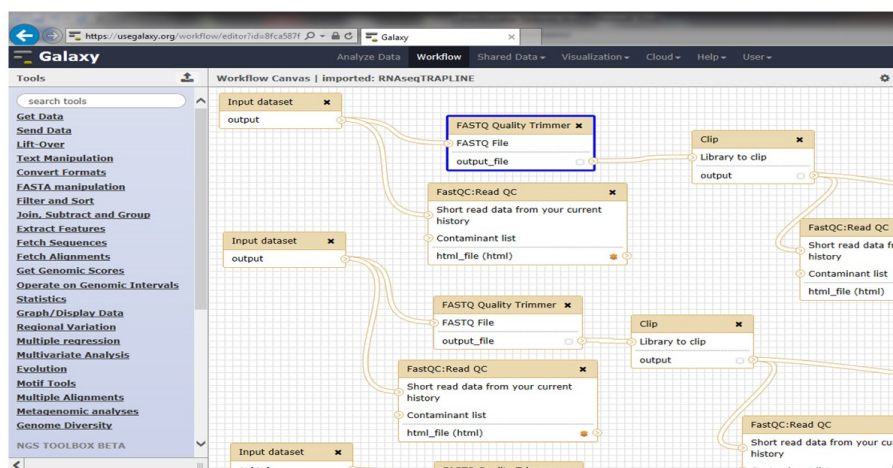 https://usegalaxy.org/workflow/editor?id=8fca587f
Galaxy
Galaxy
Analyze Data Workflow Shared Data Visualization Cloud Help User
Tools
Workflow Canvas | imported: RNAseqTRAPLINE
search tools
Get Data
Send Data
Lift-Over
Text Manipulation
Convert Formats
FASTA manipulation
Filter and Sort
Join, Subtract and Group
Extract Features
Fetch Sequences
Fetch Alignments
Get Genomic Scores
Operate on Genomic Intervals
Statistics
Graph/Display Data
Regional Variation
Multiple regression
Multivariate Analysis
Evolution
Motif Tools
Multiple Alignments
Metagenomic analyses
Genome Diversity
NGS TOOLBOX BETA
Input dataset
output
FASTQ Quality Trimmer
FASTQ File
output_file
Clip
Library to clip
output
FastQC:Read QC
Short read data from your current
history
Contaminant list
html_file (html)
FastQC:Read QC
Short read data fr
history
Contaminant list
html_file (html)
Input dataset
output
FASTQ Quality Trimmer
FASTQ File
output_file
Clip
Library to clip
output
FastQC:Read QC
Short read data from your current
history
Contaminant list
html_file (html)
FastQC:Read QC
Short read data from your cu
history
Input dataset